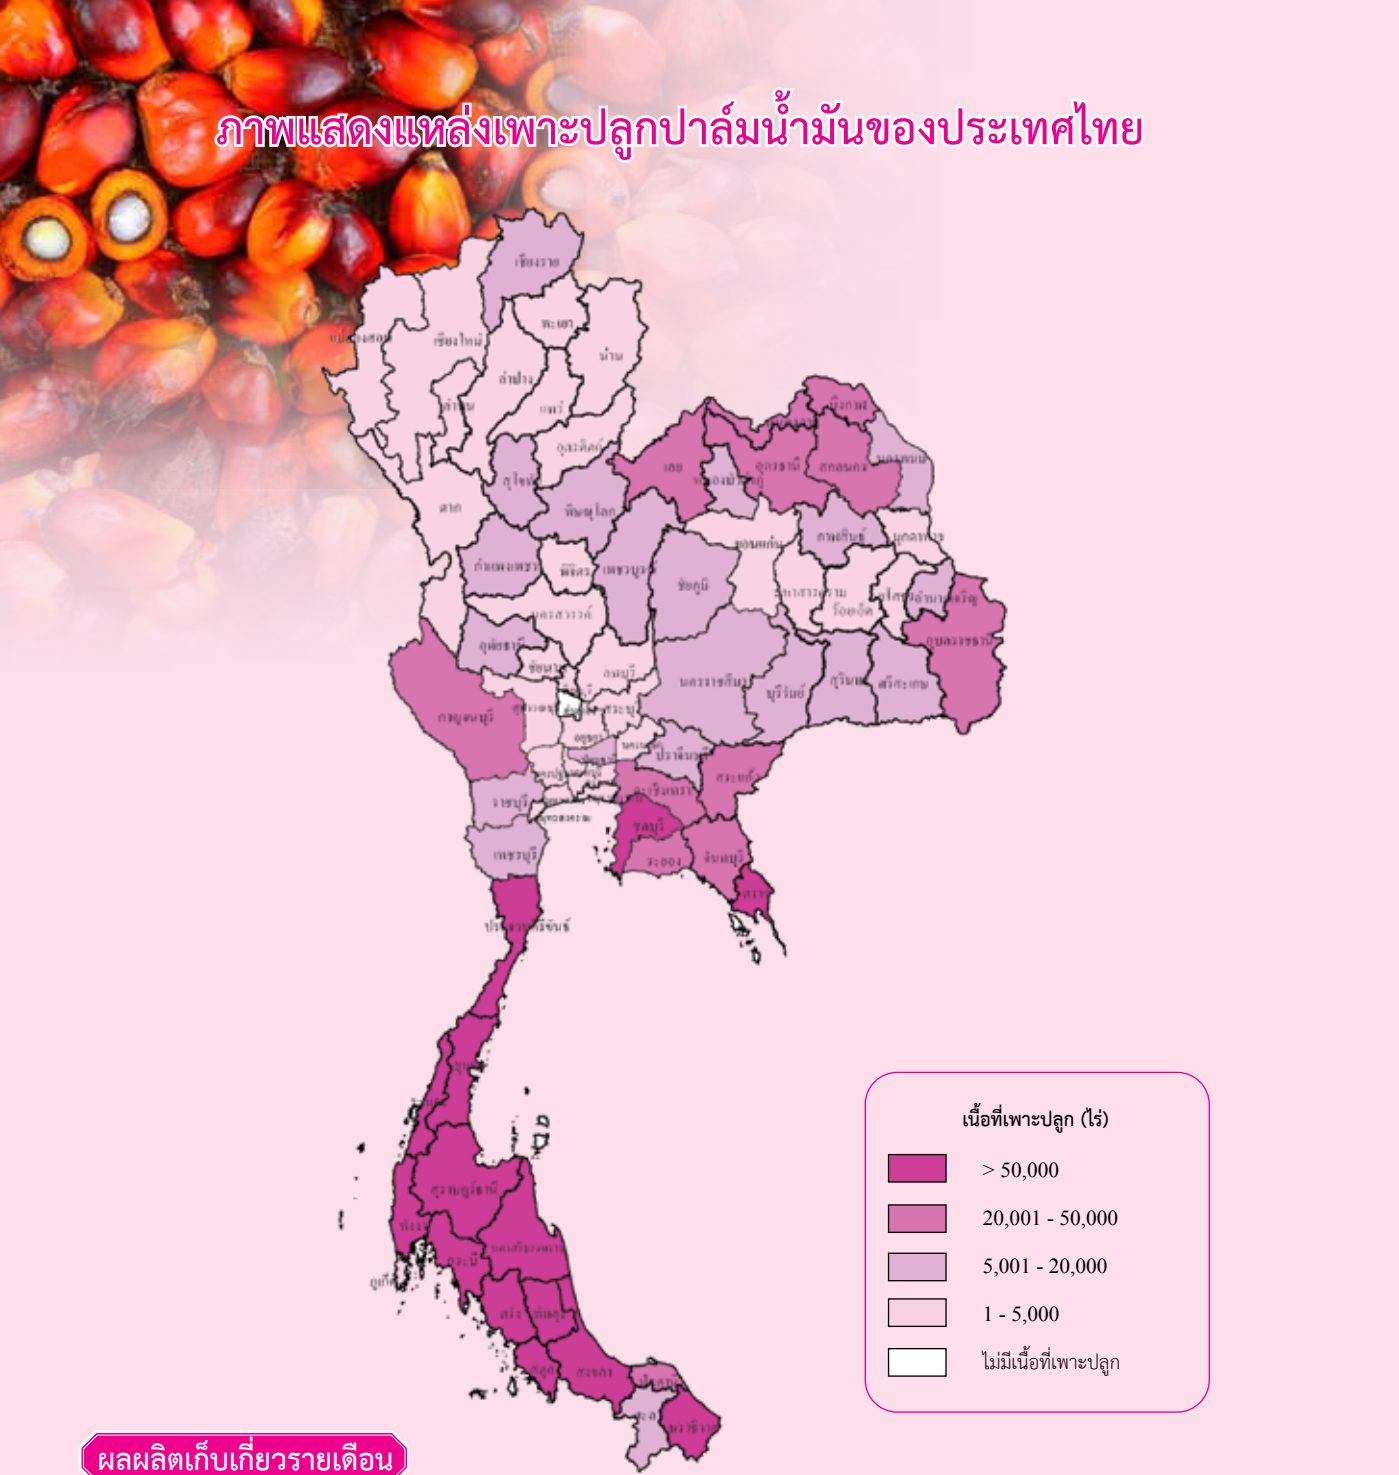 ภาพแสดงแหล่งเพาะปลูกปาล์มน้ำมันของประเทศไทย
เชียงราย
พะเยา
เชียงใหม่
น่าน
ลำปาง
แพร่
บึงกาฬ
อุตรดิตถ์
เลย
อุดรธานี
สกลนคร
นครพนม
ตาก
พิษณุโลก
กาฬสินธุ์
มุกดาหาร
ขอนแก่น
กำแพงเพชร
พิจิตร
เพชรบูรณ์
ชัยภูมิ
มหาสารคาม
ร้อยเอ็ด
อำนาจเจริญ
นครสวรรค์
อุบลราชธานี
อุทัยธานี
ลพบุรี
นครราชสีมา
บุรีรัมย์
สุรินทร์
ศรีสะเกษ
กาญจนบุรี
สระบุรี
ปราจีนบุรี
สระแก้ว
ฉะเชิงเทรา
ราชบุรี
ชลบุรี
เพชรบุรี
ระยอง
จันทบุรี
ตราด
ประจวบคีรีขันธ์
สุราษฎร์ธานี
พังงา
นครศรีธรรมราช
กระบี่
ภูเก็ต
ตรัง
พัทลุง
สตูล
สงขลา
ปัตตานี
ยะลา
นราธิวาส
เนื้อที่เพาะปลูก (ไร่)
> 50,000
20,001 - 50,000
5,001 - 20,000
1 - 5,000
ไม่มีเนื้อที่เพาะปลูก
ผลผลิตเก็บเกี่ยวรายเดือน